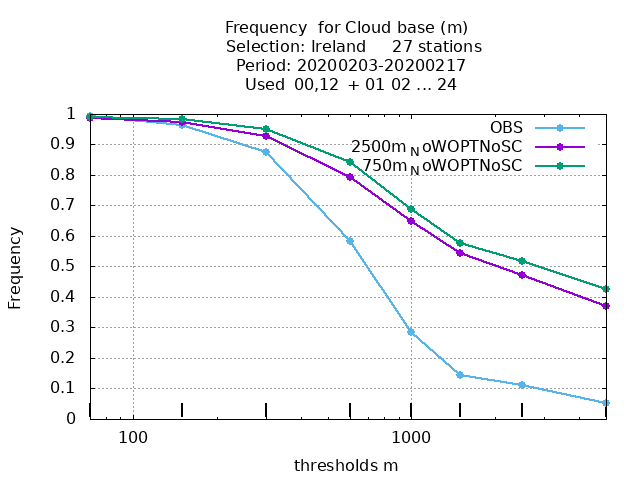 Frequency for Cloud base (m)
Selection: Ireland 27 stations
Period: 20200203-20200217
Used 00,12 + 01 02 ... 24
OBS
2500m_NoWOPTNoSC
750m_NoWOPTNoSC
1
0.9
0.8
0.7
0.6
0.5
0.4
0.3
0.2
0.1
0
Frequency
100
1000
thresholds m